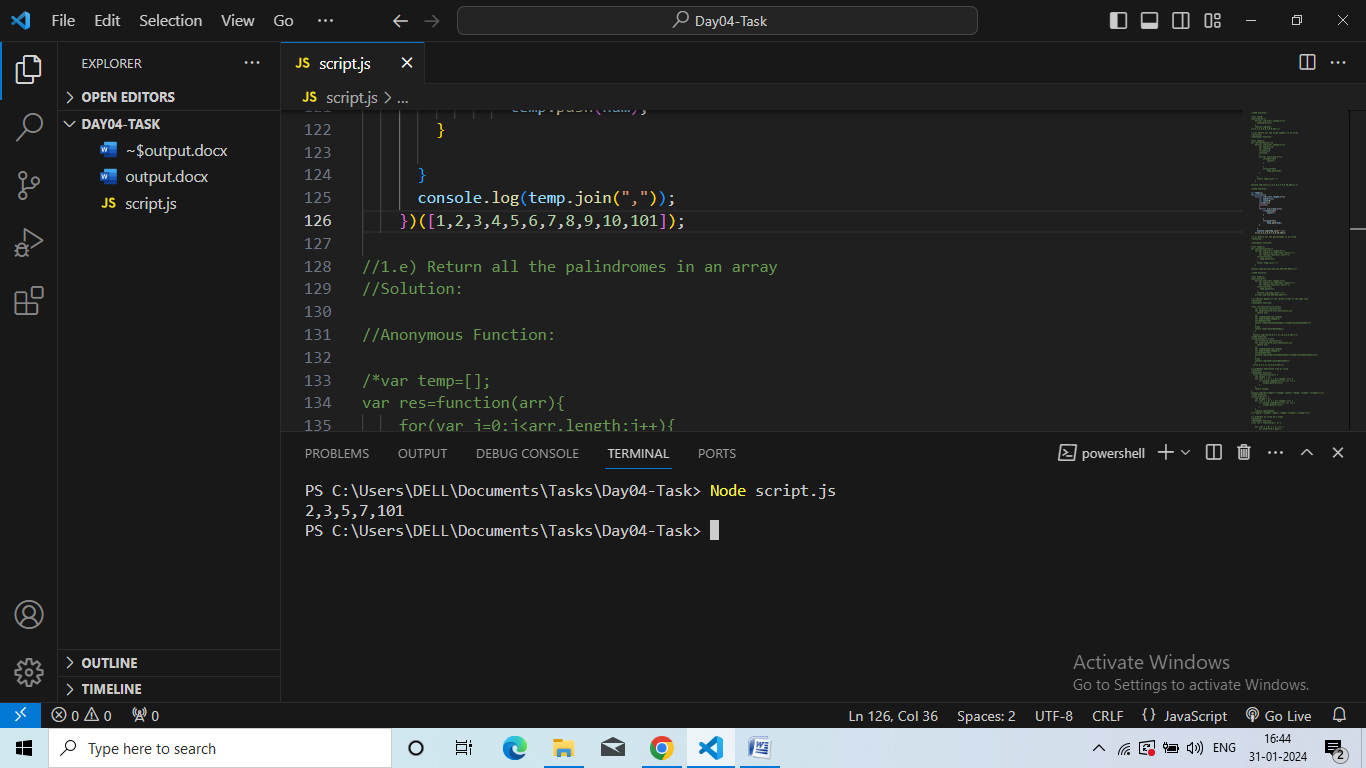 File Edit Selection View Go ···
Day04-Task
EXPLORER ···
OPEN EDITORS
DAY04-TASK
~$output.docx
output.docx
JS script.js
OUTLINE
TIMELINE
JS script.js
JS script.js > ...
121 temp.push(num);
122 }
123
124 }
125 console.log(temp.join(","));
126 })([1,2,3,4,5,6,7,8,9,10,101]);
127
128 //1.e) Return all the palindromes in an array
129 //Solution:
130
131 //Anonymous Function:
132
133 /*var temp=[];
134 var res=function(arr){
135 for(var i=0;i<arr.length;i++){
PROBLEMS OUTPUT DEBUG CONSOLE TERMINAL PORTS
powershell
PS C:\Users\DELL\Documents\Tasks\Day04-Task> Node script.js
2,3,5,7,101
PS C:\Users\DELL\Documents\Tasks\Day04-Task>
Activate Windows
Go to Settings to activate Windows.
0 0 0 Ln 126, Col 36 Spaces: 2 UTF-8 CRLF {} JavaScript Go Live
Type here to search
ENG
16:44
31-01-2024
2